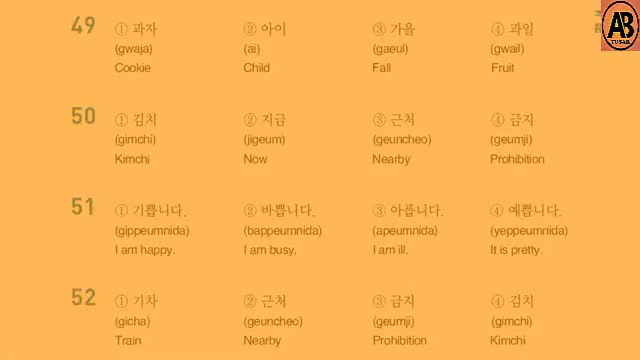 49 ① 과자 ② 아이 ③ 가을 ④ 과일
(gwaja) (ai) (gaeul) (gwail)
Cookie Child Fall Fruit
50 ① 김치 ② 지금 ③ 근처 ④ 금지
(gimchi) (jigeum) (geuncheo) (geumji)
Kimchi Now Nearby Prohibition
51 ① 기쁩니다. ② 바쁩니다. ③ 아픕니다. ④ 예쁩니다.
(gippeumnida) (bappeumnida) (apeumnida) (yeppeumnida)
I am happy. I am busy. I am ill. It is pretty.
52 ① 기차 ② 근처 ③ 금지 ④ 김치
(gicha) (geuncheo) (geumji) (gimchi)
Train Nearby Prohibition Kimchi
AB
TUSAR